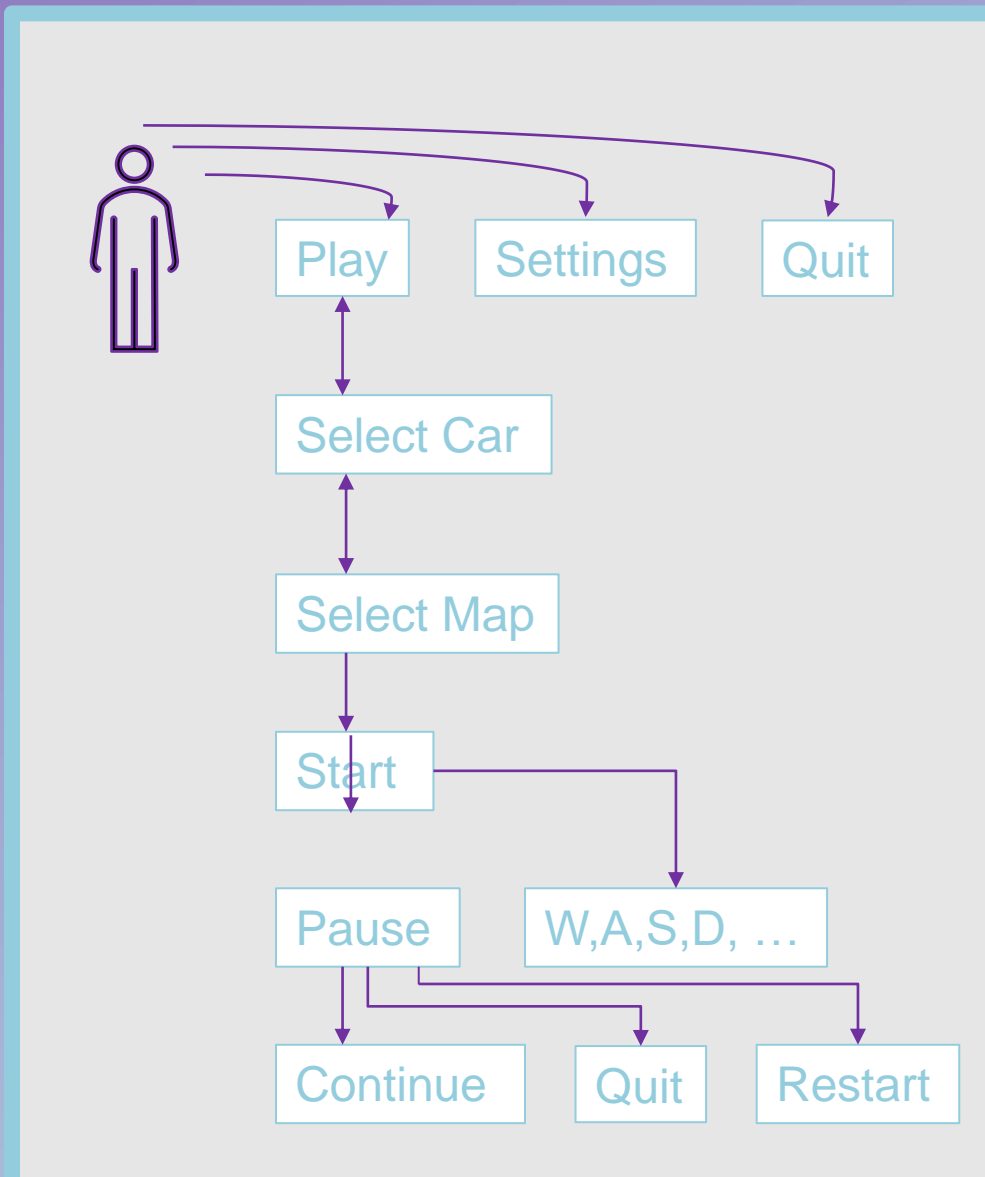 Play
Settings
Quit
Select Car
Select Map
Start
Pause
W,A,S,D, …
Continue
Quit
Restart